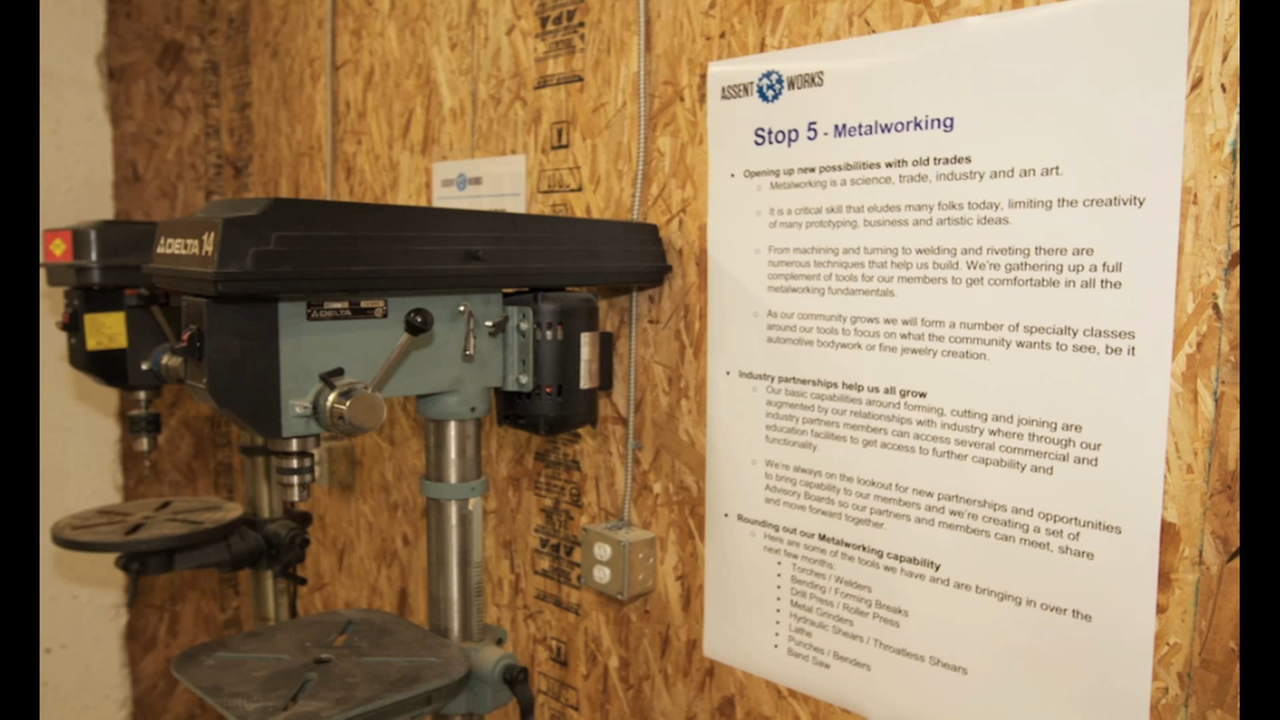 ASSENT WORKS
Stop 5 - Metalworking
• Opening up new possibilities with old trades
○ Metalworking is a science, trade, industry and an art.
○ It is a critical skill that eludes many folks today, limiting the creativity
of many prototyping, business and artistic ideas.
○ From machining and turning to welding and riveting there are
numerous techniques that help us build. We're gathering up a full
complement of tools for our members to get comfortable in all the
metalworking fundamentals.
○ As our community grows we will form a number of specialty classes
around our tools to focus on what the community wants to see, be it
automotive bodywork or fine jewelry creation.
• Industry partnerships help us all grow
○ Our basic capabilities around forming, cutting and joining are
augmented by our relationships with industry where through our
industry partners members can access several commercial and
education facilities to get access to further capability and
functionality.
○ We're always on the lookout for new partnerships and opportunities
to bring capability to our members and we're creating a set of
Advisory Boards so our partners and members can meet, share
and move forward together.
• Rounding out our Metalworking capability
○ Here are some of the tools we have and are bringing in over the
next few months:
• Torches / Welders
• Bending / Forming Breaks
• Drill Press / Roller Press
• Metal Grinders
• Hydraulic Shears / Throatless Shears
• Lathe
• Punches / Benders
• Band Saw
ASSENT WORKS
DELTA 14
DELTA
APA
APA